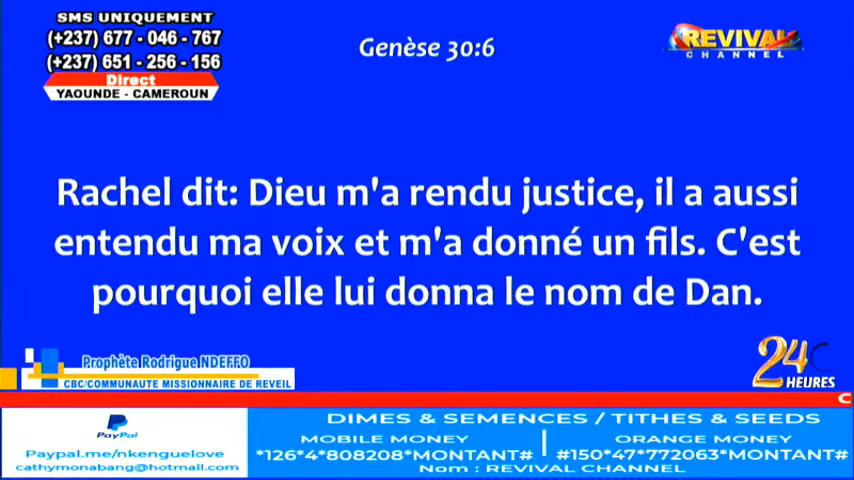 SMS UNIQUEMENT
(+237) 677 - 046 - 767
(+237) 651 - 256 - 156
Direct
YAOUNDE - CAMEROUN
Genèse 30:6
REVIVAL
CHANNEL
Rachel dit: Dieu m'a rendu justice, il a aussi
entendu ma voix et m'a donné un fils. C'est
pourquoi elle lui donna le nom de Dan.
Prophète Rodrigue NDEFFO
CBC/COMMUNAUTE MISSIONNAIRE DE REVEIL
24
HEURES
C
PayPal
Paypal.me/nkenguelove
cathymonabang@hotmail.com
DIMES & SEMENCES / TITHES & SEEDS
MOBILE MONEY
*126*4*808208*MONTANT#
ORANGE MONEY
#150*47*772063*MONTANT#
Nom : REVIVAL CHANNEL